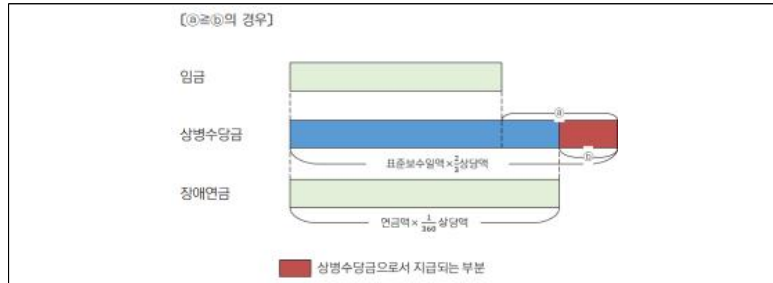 [ⓐ≧ⓑ의 경우]
임금
ⓐ
상병수당금
표준보수일액×2/3상당액
ⓑ
장애연금
연금액×1/360상당액
상병수당금으로서 지급되는 부분